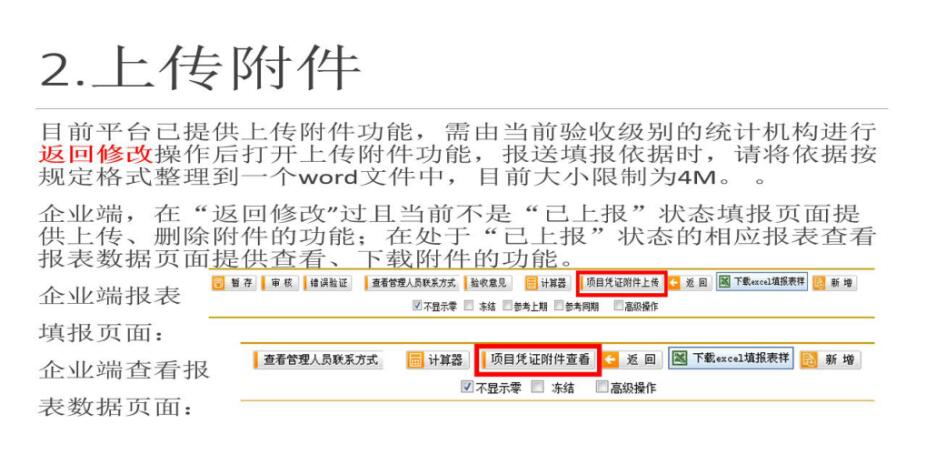 2.上传附件
目前平台已提供上传附件功能，需由当前验收级别的统计机构进行
返回修改操作后打开上传附件功能，报送填报依据时，请将依据按
规定格式整理到一个word文件中，目前大小限制为4M。 。
企业端，在“返回修改”过且当前不是“已上报”状态填报页面提
供上传、删除附件的功能；在处于“已上报”状态的相应报表查看
报表数据页面提供查看、下载附件的功能。
企业端报表
填报页面：
暂 存 审 核 错误验证 查看管理人员联系方式 验收意见 计算器 项目凭证附件上传 返 回 下载excel填报表样 新 增
不显示零 冻结 参考上期 参考同期 高级操作
企业端查看报
表数据页面：
查看管理人员联系方式 计算器 项目凭证附件查看 返 回 下载excel填报表样 新 增
不显示零 冻结 高级操作